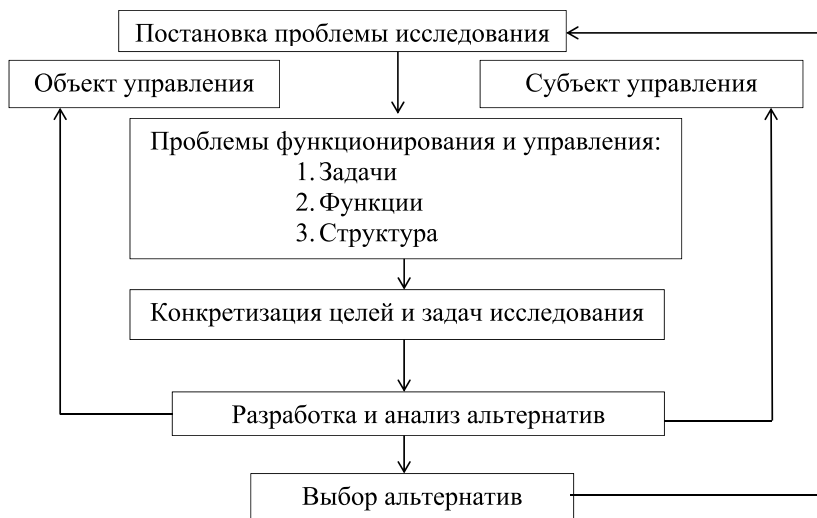 Постановка проблемы исследования
Объект управления
Субъект управления
Проблемы функционирования и управления:
1. Задачи
2. Функции
3. Структура
Конкретизация целей и задач исследования
Разработка и анализ альтернатив
Выбор альтернатив